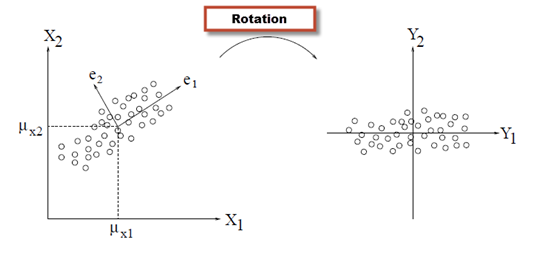 Rotation
X2
Y2
e2
e1
μx2
Y1
X1
μx1